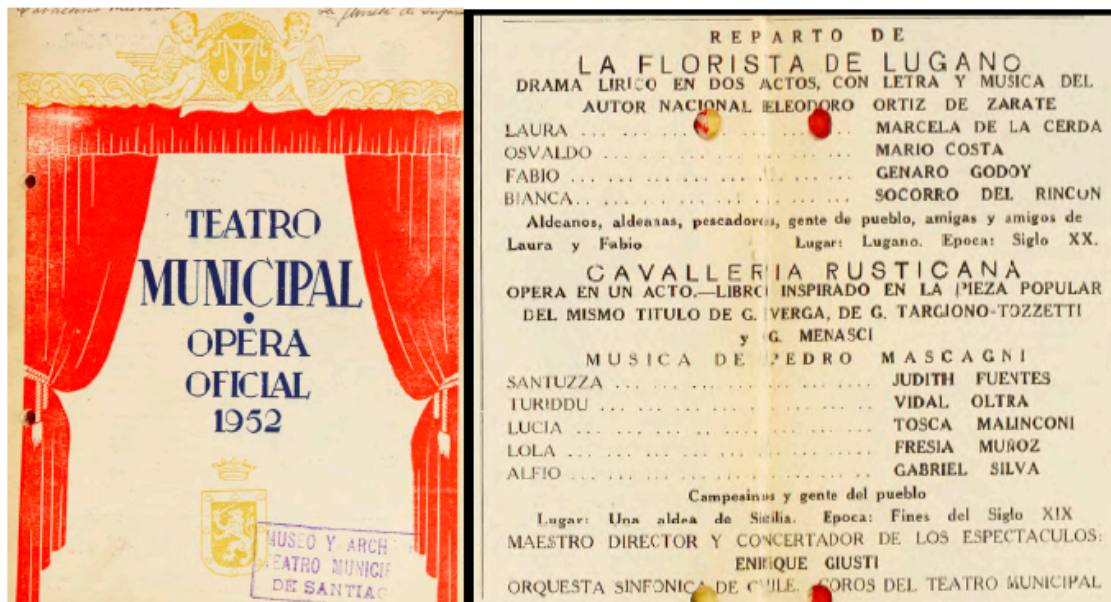 Cavalleria Rusticana
TEATRO
MUNICIPAL
•
OPERA
OFICIAL
1952
MUSEO Y ARCH
TEATRO MUNICIP
DE SANTIAG
REPARTO DE
LA FLORISTA DE LUGANO
DRAMA LIRICO EN DOS ACTOS, CON LETRA Y MUSICA DEL
AUTOR NACIONAL ELEODORO ORTIZ DE ZARATE
LAURA ... MARCELA DE LA CERDA
OSVALDO ... MARIO COSTA
FABIO ... GENARO GODOY
BIANCA ... SOCORRO DEL RINCON
Aldeanos, aldeanas, pescadores, gente de pueblo, amigas y amigos de
Laura y Fabio Lugar: Lugano. Epoca: Siglo XX.
CAVALLERIA RUSTICANA
OPERA EN UN ACTO.—LIBRO INSPIRADO EN LA PIEZA POPULAR
DEL MISMO TITULO DE G. VERGA, DE G. TARGIONO-TOZZETTI
y G. MENASCI
MUSICA DE PEDRO MASCAGNI
SANTUZZA ... JUDITH FUENTES
TURIDDU ... VIDAL OLTRA
LUCIA ... TOSCA MALINCONI
LOLA ... FRESIA MUÑOZ
ALFIO ... GABRIEL SILVA
Campesinus y gente del pueblo
Lugar: Una aldea de Sicilia. Epoca: Fines del Siglo XIX
MAESTRO DIRECTOR Y CONCERTADOR DE LOS ESPECTACULOS:
ENRIQUE GIUSTI
ORQUESTA SINFONICA DE CHILE. COROS DEL TEATRO MUNICIPAL